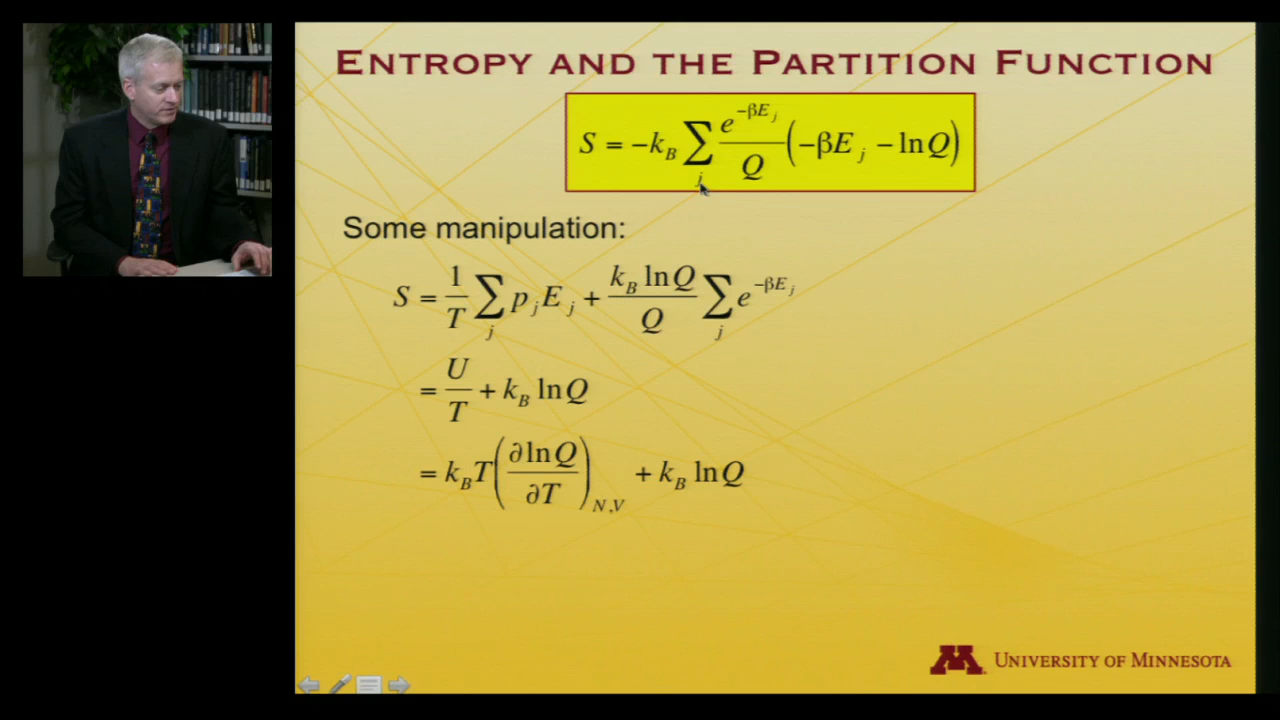 ENTROPY AND THE PARTITION FUNCTION
S = −k_B ∑_j e^{−βE_j}/Q (−βE_j − ln Q)
Some manipulation:
S = 1/T ∑_j p_j E_j + k_B ln Q/Q ∑_j e^{−βE_j}
= U/T + k_B ln Q
= k_B T (∂ ln Q/∂T)_{N,V} + k_B ln Q
UNIVERSITY OF MINNESOTA